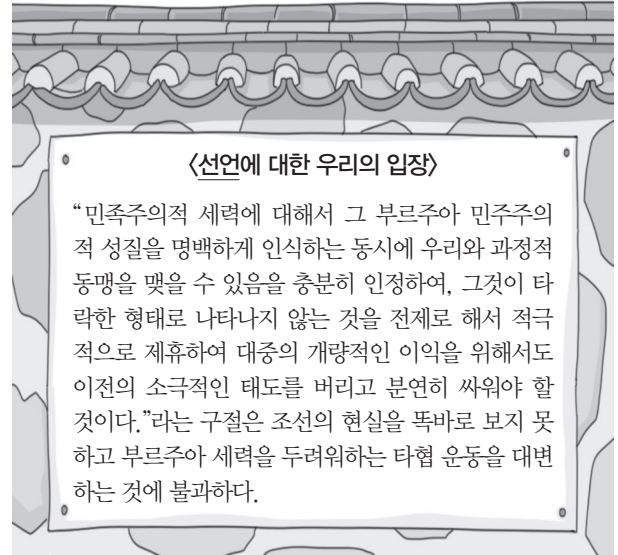 〈선언에 대한 우리의 입장〉
“민족주의적 세력에 대해서 그 부르주아 민주주의
적 성질을 명백하게 인식하는 동시에 우리와 과정적
동맹을 맺을 수 있음을 충분히 인정하여, 그것이 타
락한 형태로 나타나지 않는 것을 전제로 해서 적극
적으로 제휴하여 대중의 개량적인 이익을 위해서도
이전의 소극적인 태도를 버리고 분연히 싸워야 할
것이다.”라는 구절은 조선의 현실을 똑바로 보지 못
하고 부르주아 세력을 두려워하는 타협 운동을 대변
하는 것에 불과하다.